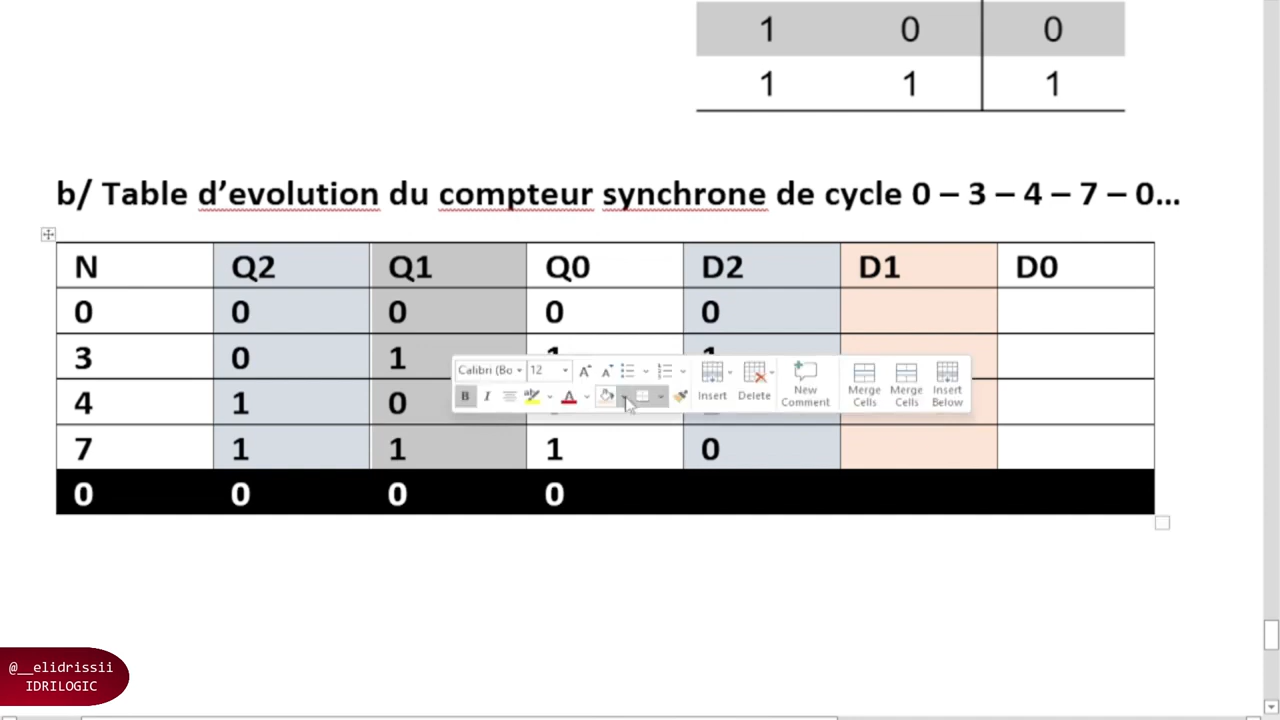 1 0 0
1 1 1
b/ Table d’evolution du compteur synchrone de cycle 0 – 3 – 4 – 7 – 0...
N Q2 Q1 Q0 D2 D1 D0
0 0 0 0 0
3 0 1
Calibri (Bo 12
Insert Delete New Comment Merge Cells Merge Cells Insert Below
4 1 0
7 1 1 1 0
0 0 0 0
@__elidrissii
IDRILOGIC